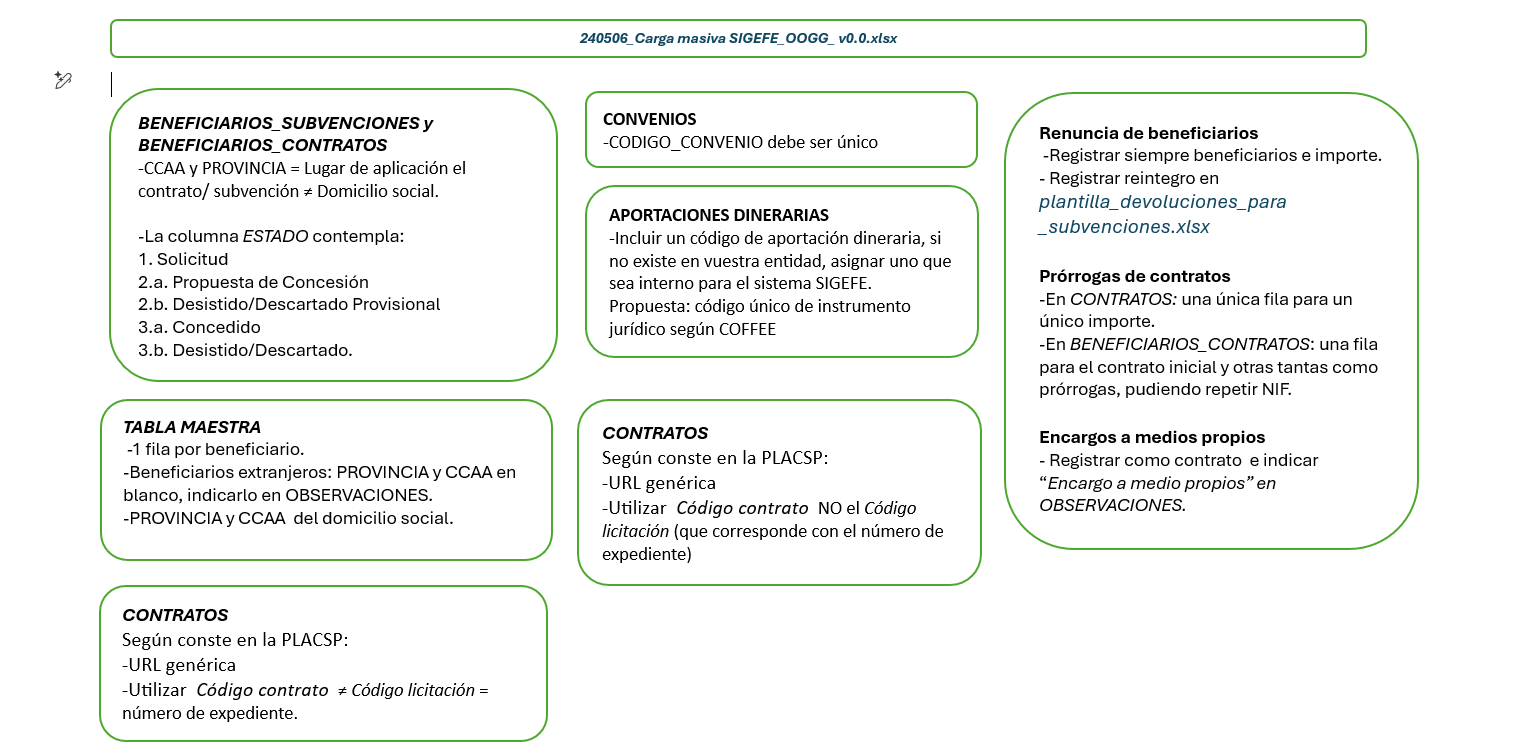 240506_Carga masiva SIGEFE_OOGG_ v0.0.xlsx
BENEFICIARIOS_SUBVENCIONES y
BENEFICIARIOS_CONTRATOS
-CCAA y PROVINCIA = Lugar de aplicación el
contrato/ subvención ≠ Domicilio social.
-La columna ESTADO contempla:
1. Solicitud
2.a. Propuesta de Concesión
2.b. Desistido/Descartado Provisional
3.a. Concedido
3.b. Desistido/Descartado.
TABLA MAESTRA
-1 fila por beneficiario.
-Beneficiarios extranjeros: PROVINCIA y CCAA en
blanco, indicarlo en OBSERVACIONES.
-PROVINCIA y CCAA  del domicilio social.
CONTRATOS
Según conste en la PLACSP:
-URL genérica
-Utilizar  Código contrato  ≠ Código licitación =
número de expediente.
CONVENIOS
-CODIGO_CONVENIO debe ser único
APORTACIONES DINERARIAS
-Incluir un código de aportación dineraria, si
no existe en vuestra entidad, asignar uno que
sea interno para el sistema SIGEFE.
Propuesta: código único de instrumento
jurídico según COFFEE
CONTRATOS
Según conste en la PLACSP:
-URL genérica
-Utilizar  Código contrato  NO el Código
licitación (que corresponde con el número de
expediente)
Renuncia de beneficiarios
-Registrar siempre beneficiarios e importe.
- Registrar reintegro en
plantilla_devoluciones_para
_subvenciones.xlsx
Prórrogas de contratos
-En CONTRATOS: una única fila para un
único importe.
-En BENEFICIARIOS_CONTRATOS: una fila
para el contrato inicial y otras tantas como
prórrogas, pudiendo repetir NIF.
Encargos a medios propios
- Registrar como contrato  e indicar
“Encargo a medio propios” en
OBSERVACIONES.